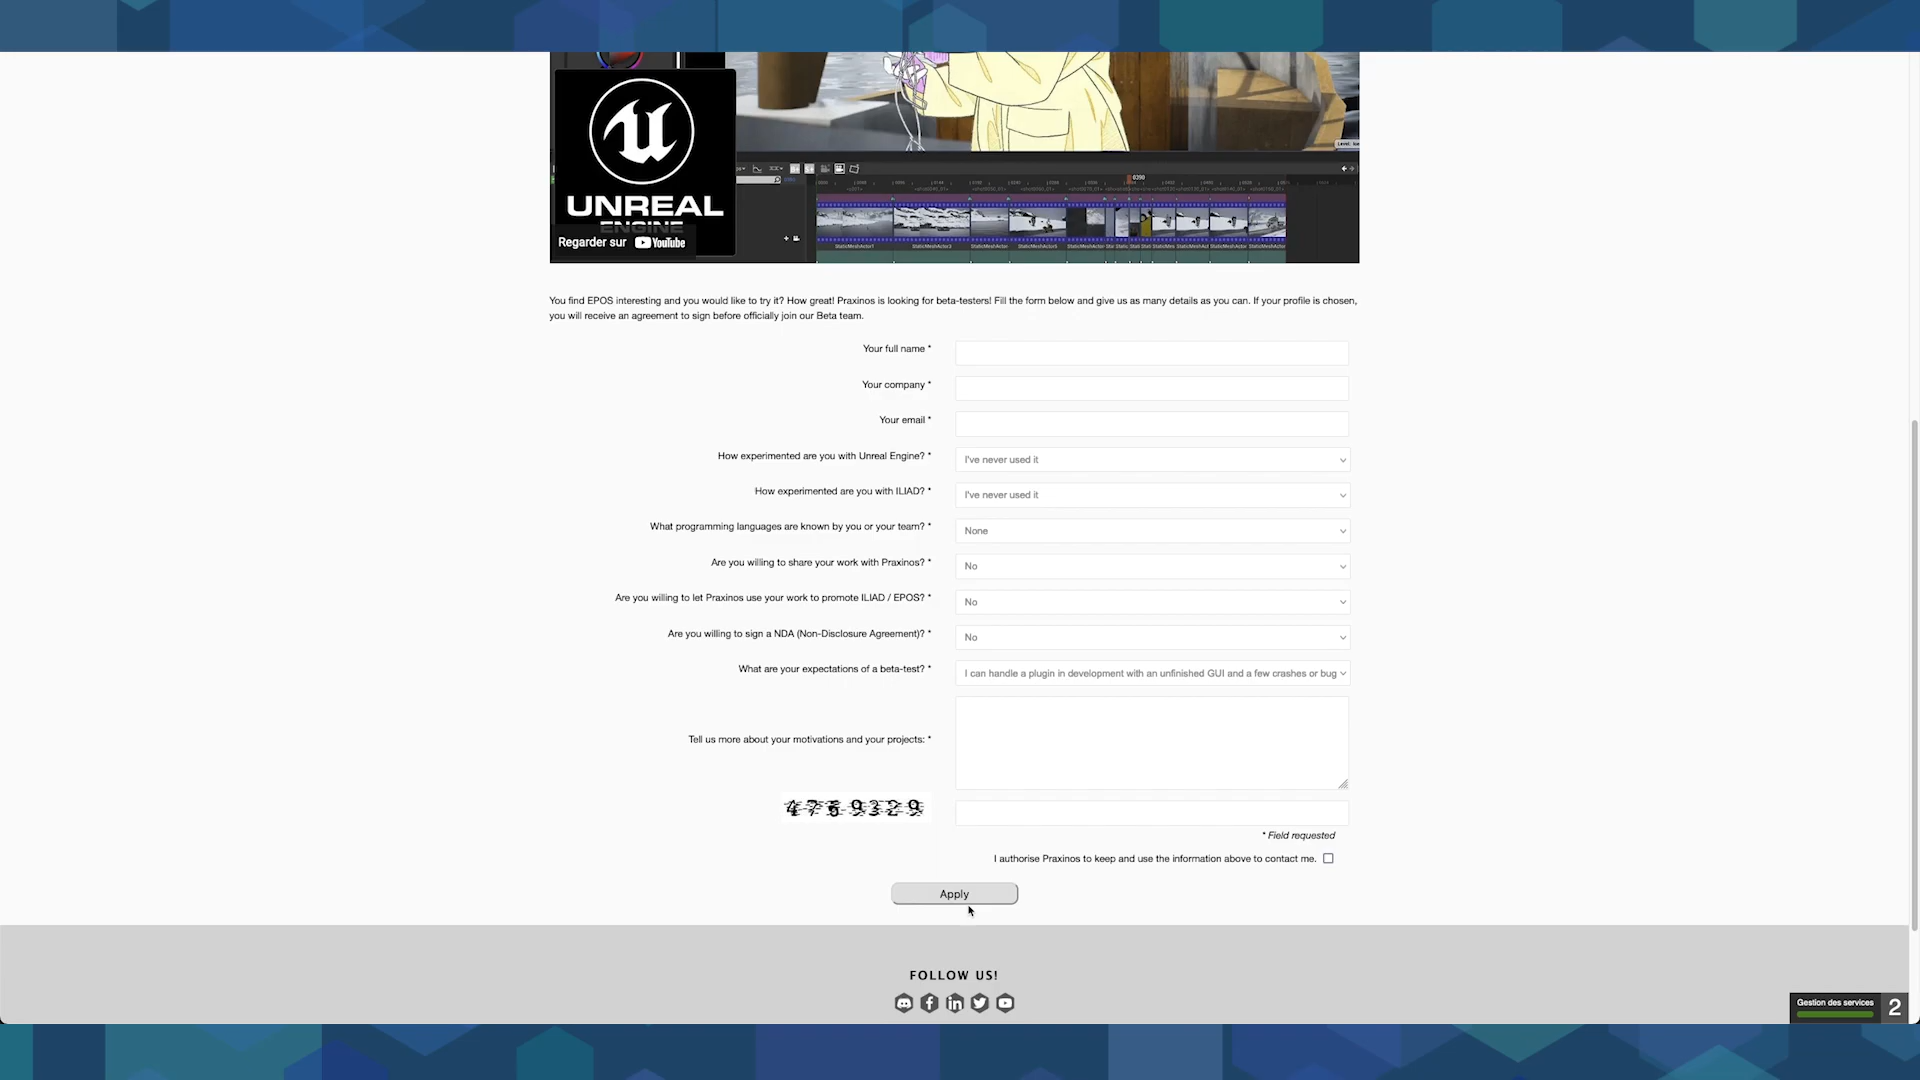 UNREAL
ENGINE
Regarder sur YouTube
0390
StaticMeshActor1
You find EPOS interesting and you would like to try it? How great! Praxinos is looking for beta-testers! Fill the form below and give us as many details as you can. If your profile is chosen,
you will receive an agreement to sign before officially join our Beta team.
Your full name *
Your company *
Your email *
How experimented are you with Unreal Engine? * I've never used it
How experimented are you with ILIAD? * I've never used it
What programming languages are known by you or your team? * None
Are you willing to share your work with Praxinos? * No
Are you willing to let Praxinos use your work to promote ILIAD / EPOS? * No
Are you willing to sign a NDA (Non-Disclosure Agreement)? * No
What are your expectations of a beta-test? * I can handle a plugin in development with an unfinished GUI and a few crashes or bug
Tell us more about your motivations and your projects: *
* Field requested
I authorise Praxinos to keep and use the information above to contact me.
Apply
FOLLOW US!
Gestion des services 2